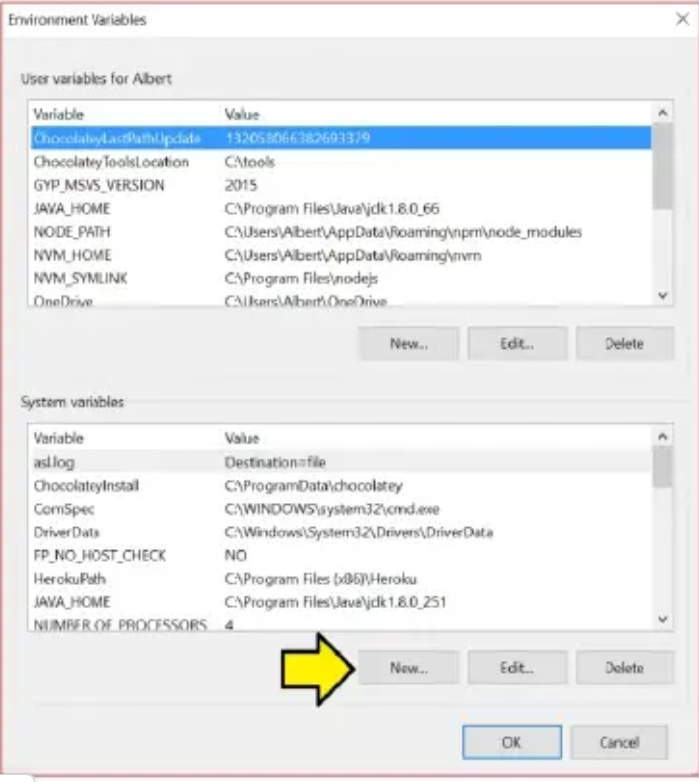 Environment Variables
User variables for Albert
Variable Value
ChocolateyLastPathUpdate 132058066382693379
ChocolateyToolsLocation C:\tools
GYP_MSVS_VERSION 2015
JAVA_HOME C:\Program Files\Java\jdk1.8.0_66
NODE_PATH C:\Users\Albert\AppData\Roaming\npm\node_modules
NVM_HOME C:\Users\Albert\AppData\Roaming\nvm
NVM_SYMLINK C:\Program Files\nodejs
OneDrive C:\Users\Albert\OneDrive
New... Edit... Delete
System variables
Variable Value
asl.log Destination=file
ChocolateyInstall C:\ProgramData\chocolatey
ComSpec C:\WINDOWS\system32\cmd.exe
DriverData C:\Windows\System32\Drivers\DriverData
FP_NO_HOST_CHECK NO
HerokuPath C:\Program Files (x86)\Heroku
JAVA_HOME C:\Program Files\Java\jdk1.8.0_251
NUMBER_OF_PROCESSORS 4
New... Edit... Delete
OK Cancel